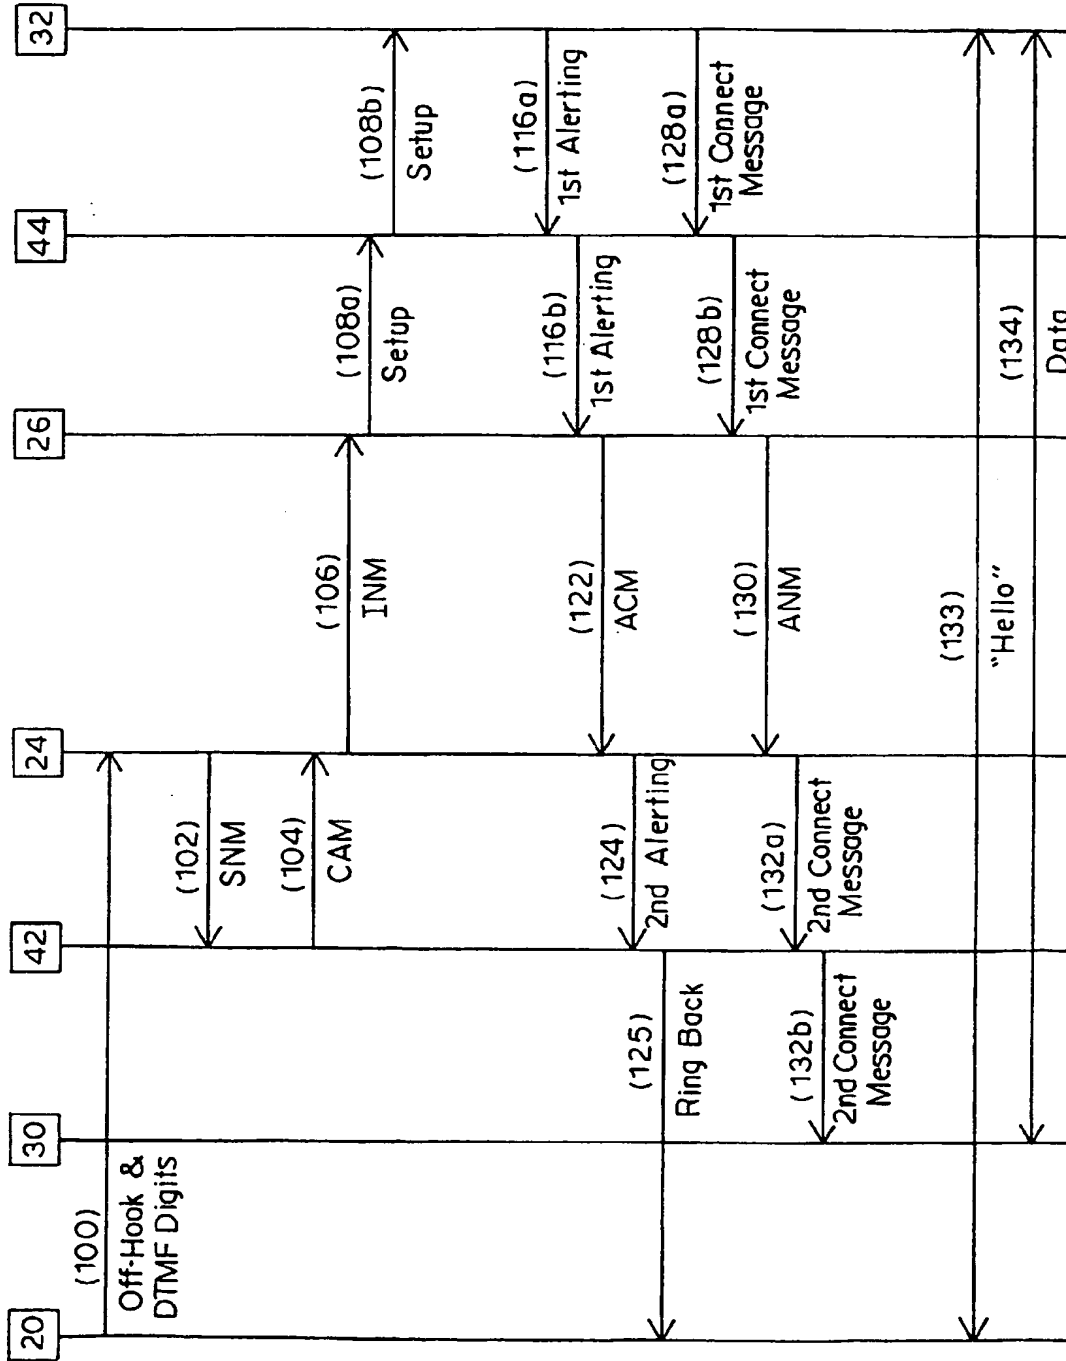 20
30
42
24
26
44
32
(100)
Off-Hook &
DTMF Digits
(102)
SNM
(104)
CAM
(106)
INM
(108a)
Setup
(108b)
Setup
(116a)
1st Alerting
(116b)
1st Alerting
(122)
ACM
(124)
2nd Alerting
(125)
Ring Back
(128a)
1st Connect
Message
(128b)
1st Connect
Message
(130)
ANM
(132a)
2nd Connect
Message
(132b)
2nd Connect
Message
(133)
"Hello"
(134)
Data